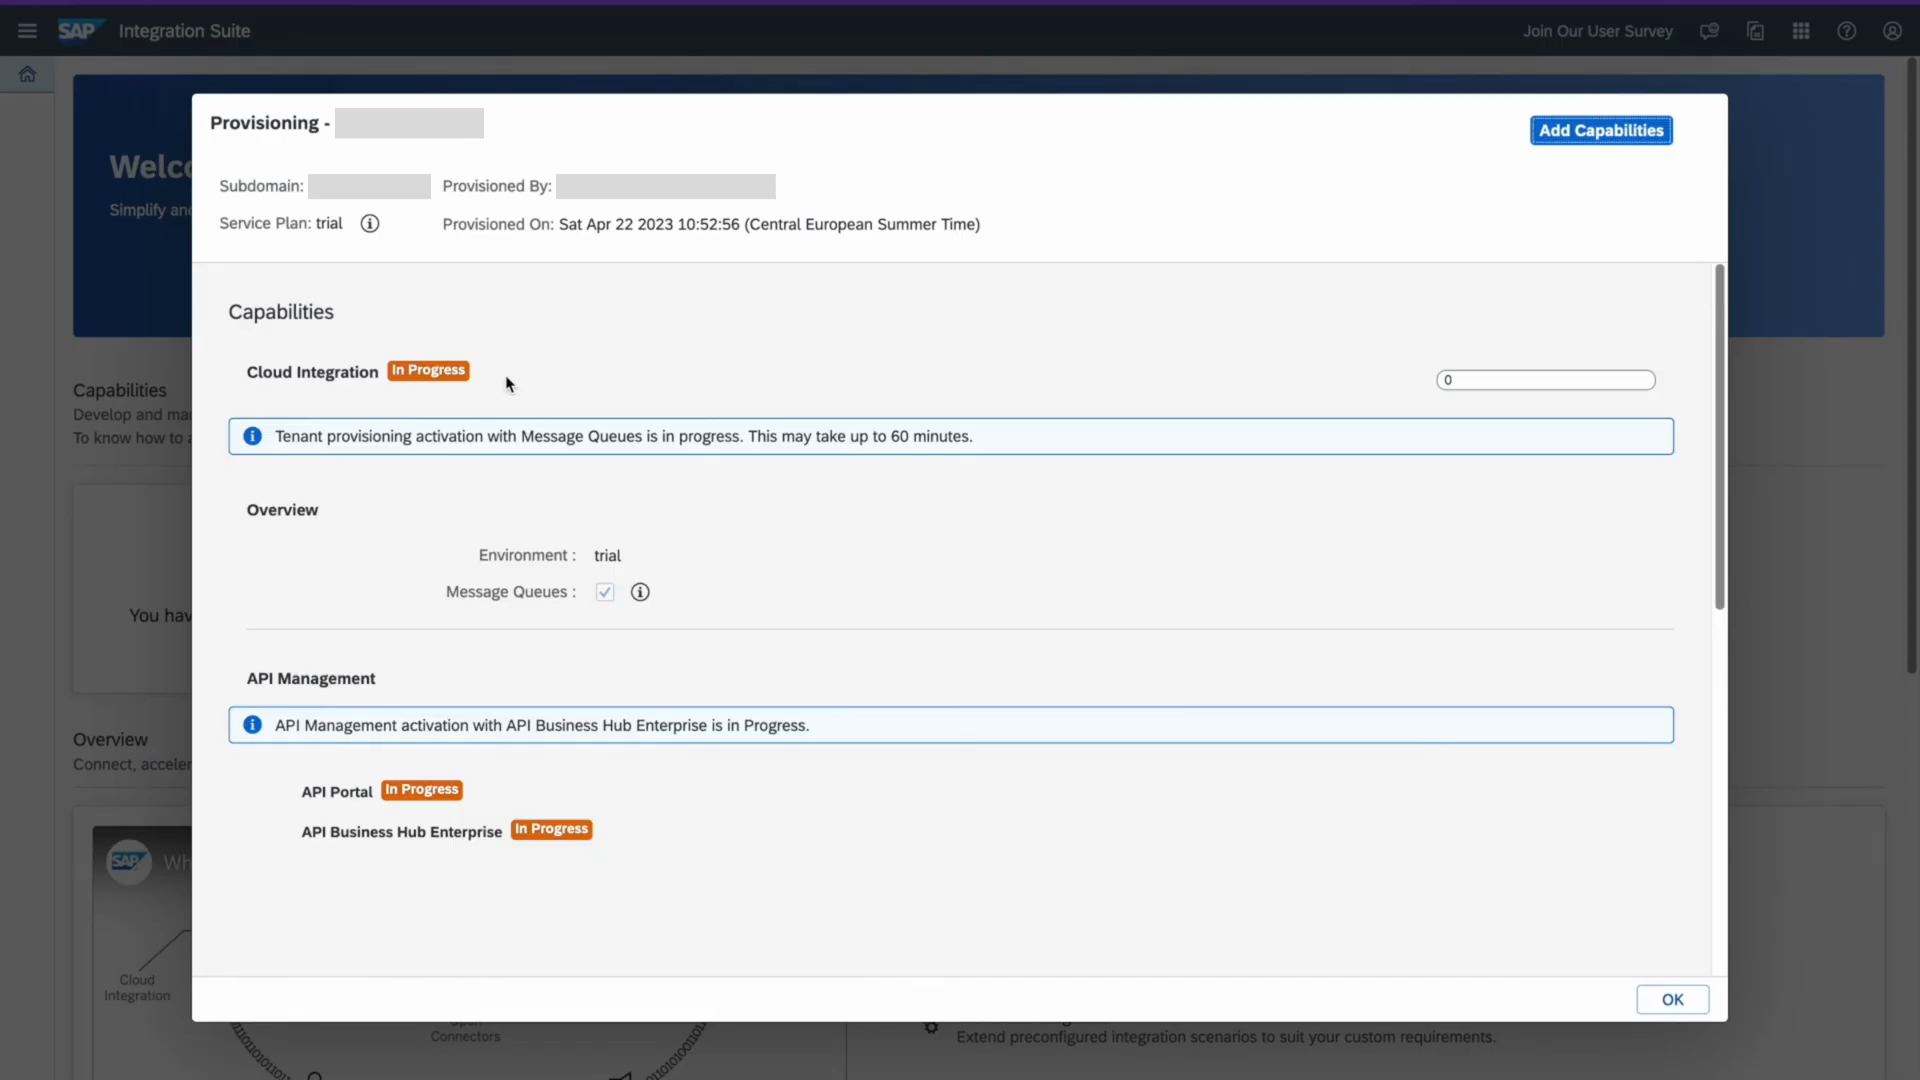 SAP Integration Suite
Join Our User Survey
Provisioning -
Add Capabilities
Subdomain:
Provisioned By:
Service Plan: trial
Provisioned On: Sat Apr 22 2023 10:52:56 (Central European Summer Time)
Welc
Simplify an
Capabilities
Cloud Integration In Progress
0
Tenant provisioning activation with Message Queues is in progress. This may take up to 60 minutes.
Overview
Environment : trial
Message Queues :
API Management
API Management activation with API Business Hub Enterprise is in Progress.
API Portal In Progress
API Business Hub Enterprise In Progress
OK
Capabilities
Develop and ma
To know how to
You hav
Overview
Connect, acceler
SAP Wh
Cloud
Integration
Connectors
Extend preconfigured integration scenarios to suit your custom requirements.